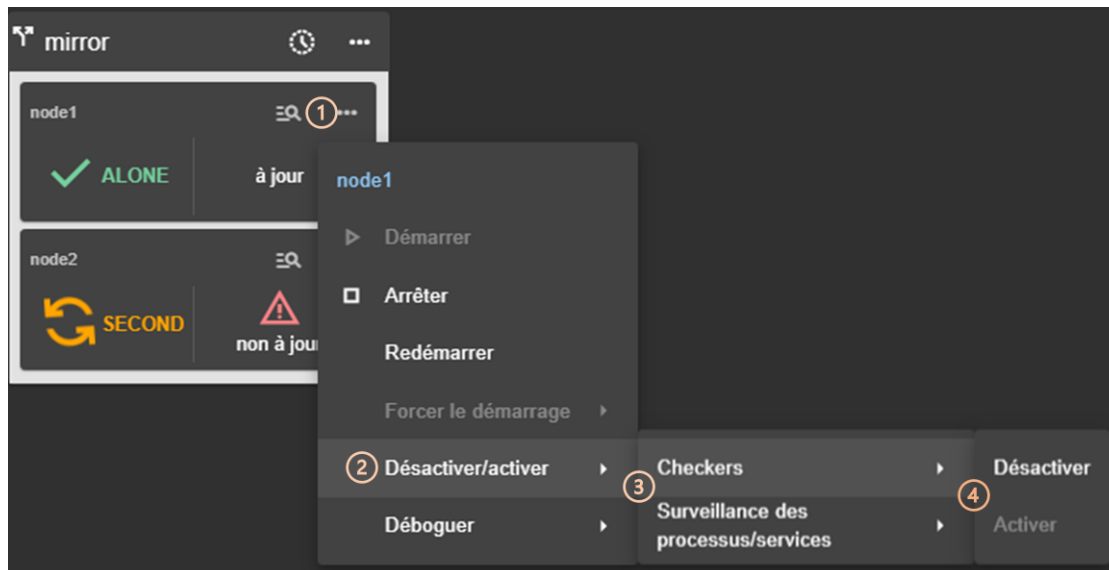 mirror
node1
1
ALONE
à jour
node2
SECOND
non à jou
node1
Démarrer
Arrêter
Redémarrer
Forcer le démarrage
2 Désactiver/activer
Déboguer
3
Checkers
Surveillance des
processus/services
4
Désactiver
Activer